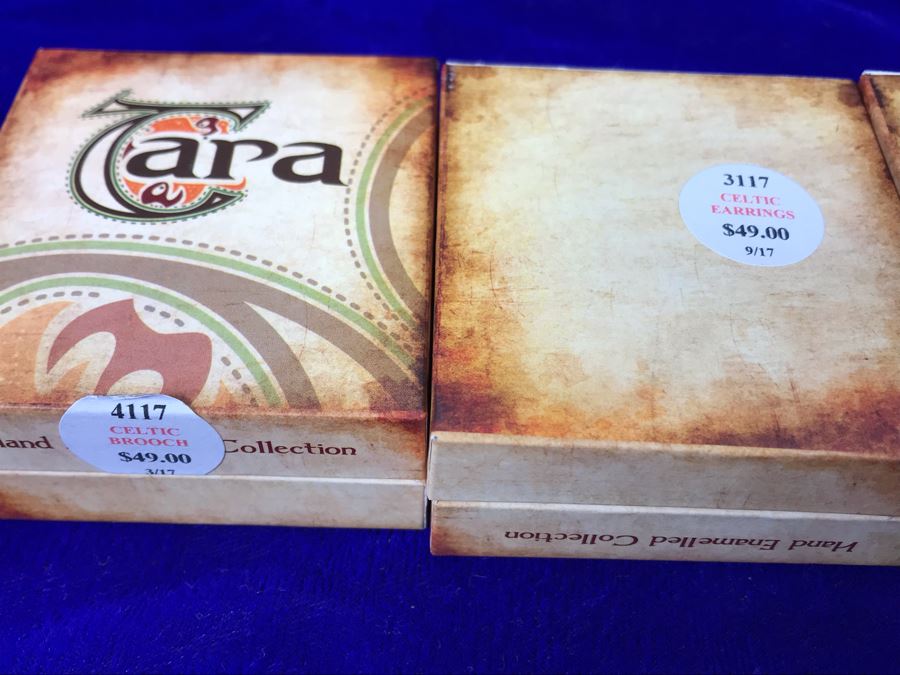 Tara
4117
CELTIC
BROOCH
$49.00
3/17
Hand
Collection
3117
CELTIC
EARRINGS
$49.00
9/17
Hand Enamelled Collection